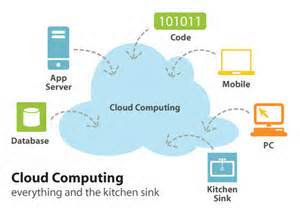 101011
Code
App
Server
Mobile
Cloud Computing
Database
PC
Kitchen
Sink
Cloud Computing
everything and the kitchen sink